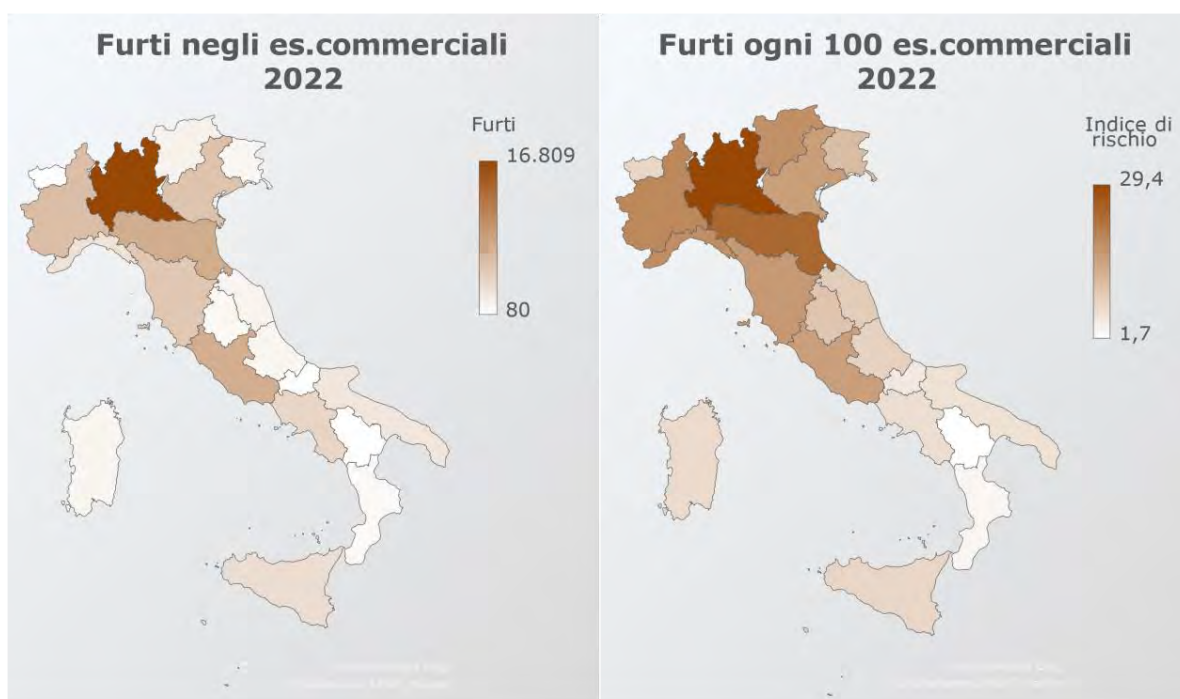 Furti negli es.commerciali
2022
Furti
16.809
80
Furti ogni 100 es.commerciali
2022
Indice di
rischio
29,4
1,7